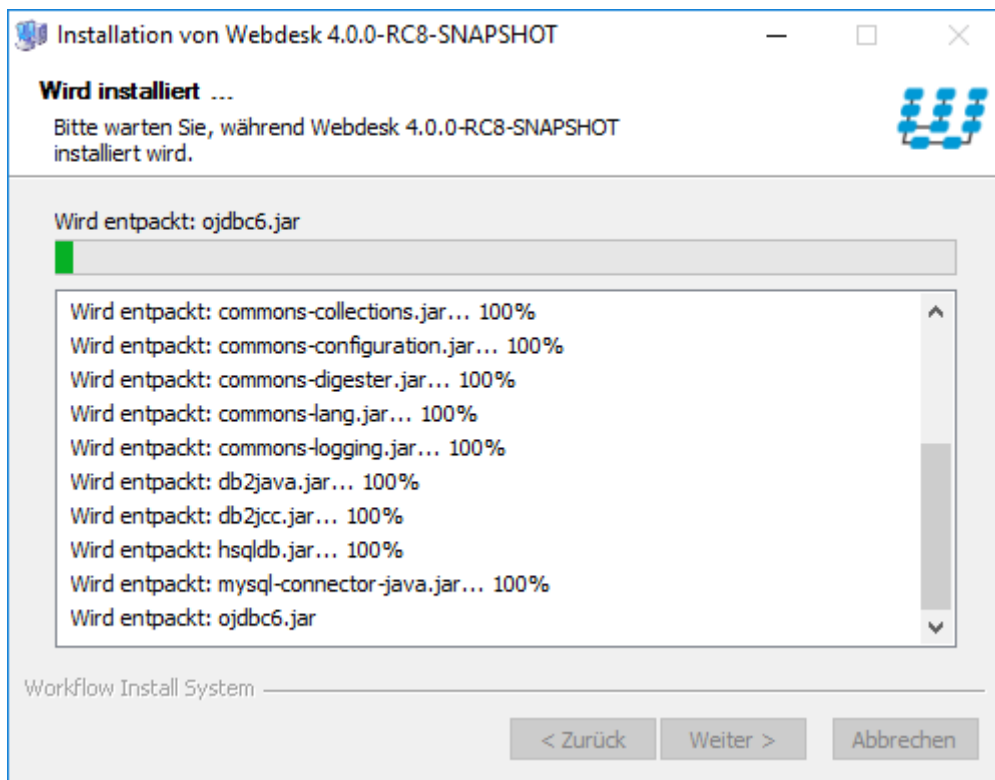 Installation von Webdesk 4.0.0-RC8-SNAPSHOT
Wird installiert ...
Bitte warten Sie, während Webdesk 4.0.0-RC8-SNAPSHOT
installiert wird.
Wird entpackt: ojdbc6.jar
Wird entpackt: commons-collections.jar... 100%
Wird entpackt: commons-configuration.jar... 100%
Wird entpackt: commons-digester.jar... 100%
Wird entpackt: commons-lang.jar... 100%
Wird entpackt: commons-logging.jar... 100%
Wird entpackt: db2java.jar... 100%
Wird entpackt: db2jcc.jar... 100%
Wird entpackt: hsqldb.jar... 100%
Wird entpackt: mysql-connector-java.jar... 100%
Wird entpackt: ojdbc6.jar
Workflow Install System
< Zurück Weiter > Abbrechen